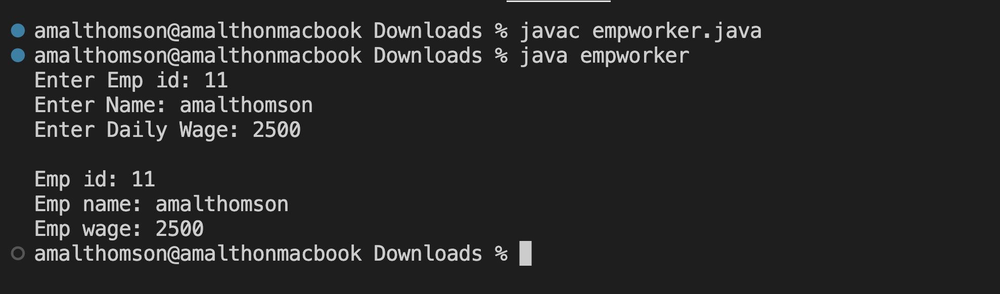 amalthomson@amalthonmacbook Downloads % javac empworker.java
amalthomson@amalthonmacbook Downloads % java empworker
Enter Emp id: 11
Enter Name: amalthomson
Enter Daily Wage: 2500
Emp id: 11
Emp name: amalthomson
Emp wage: 2500
amalthomson@amalthonmacbook Downloads %